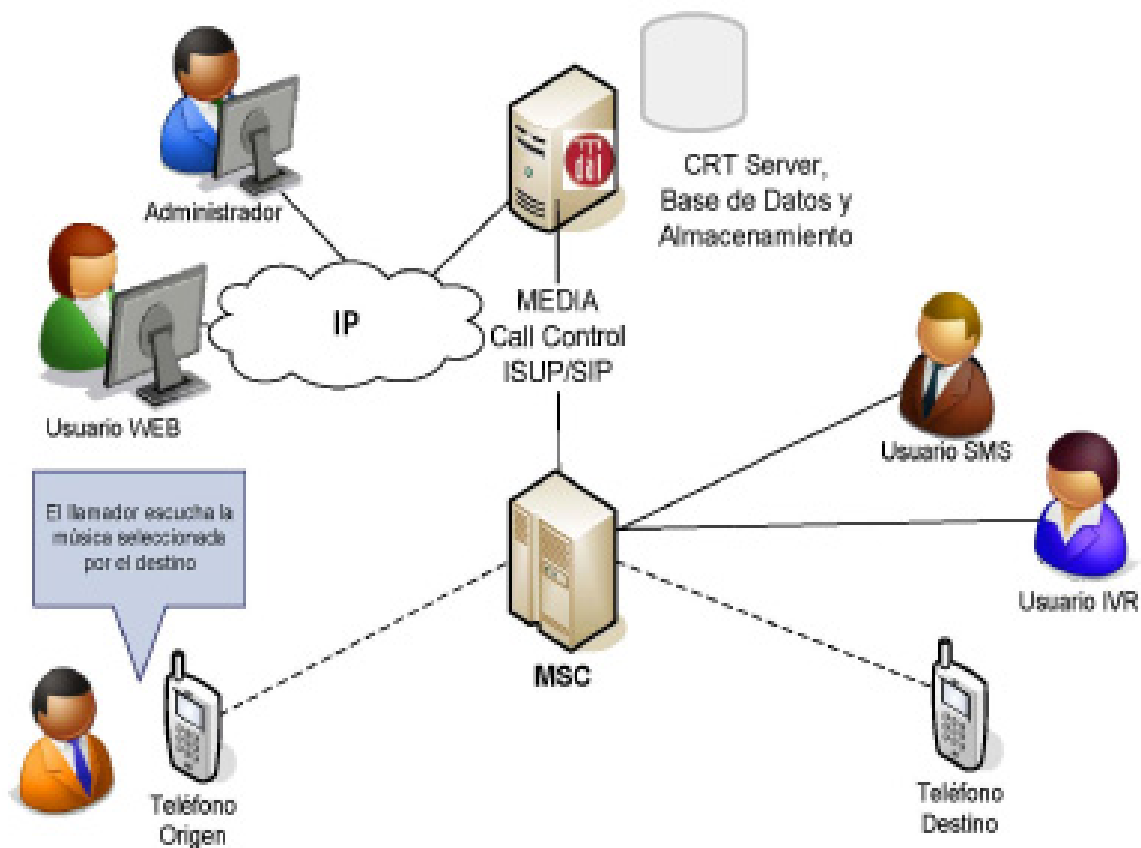 CRT Server,
Base de Datos y
Almacenamiento
Administrador
IP
MEDIA
Call Control
ISUP/SIP
Usuario WEB
Usuario SMS
El llamador escucha la
música seleccionada
por el destino
Usuario IVR
MSC
Teléfono
Origen
Teléfono
Destino